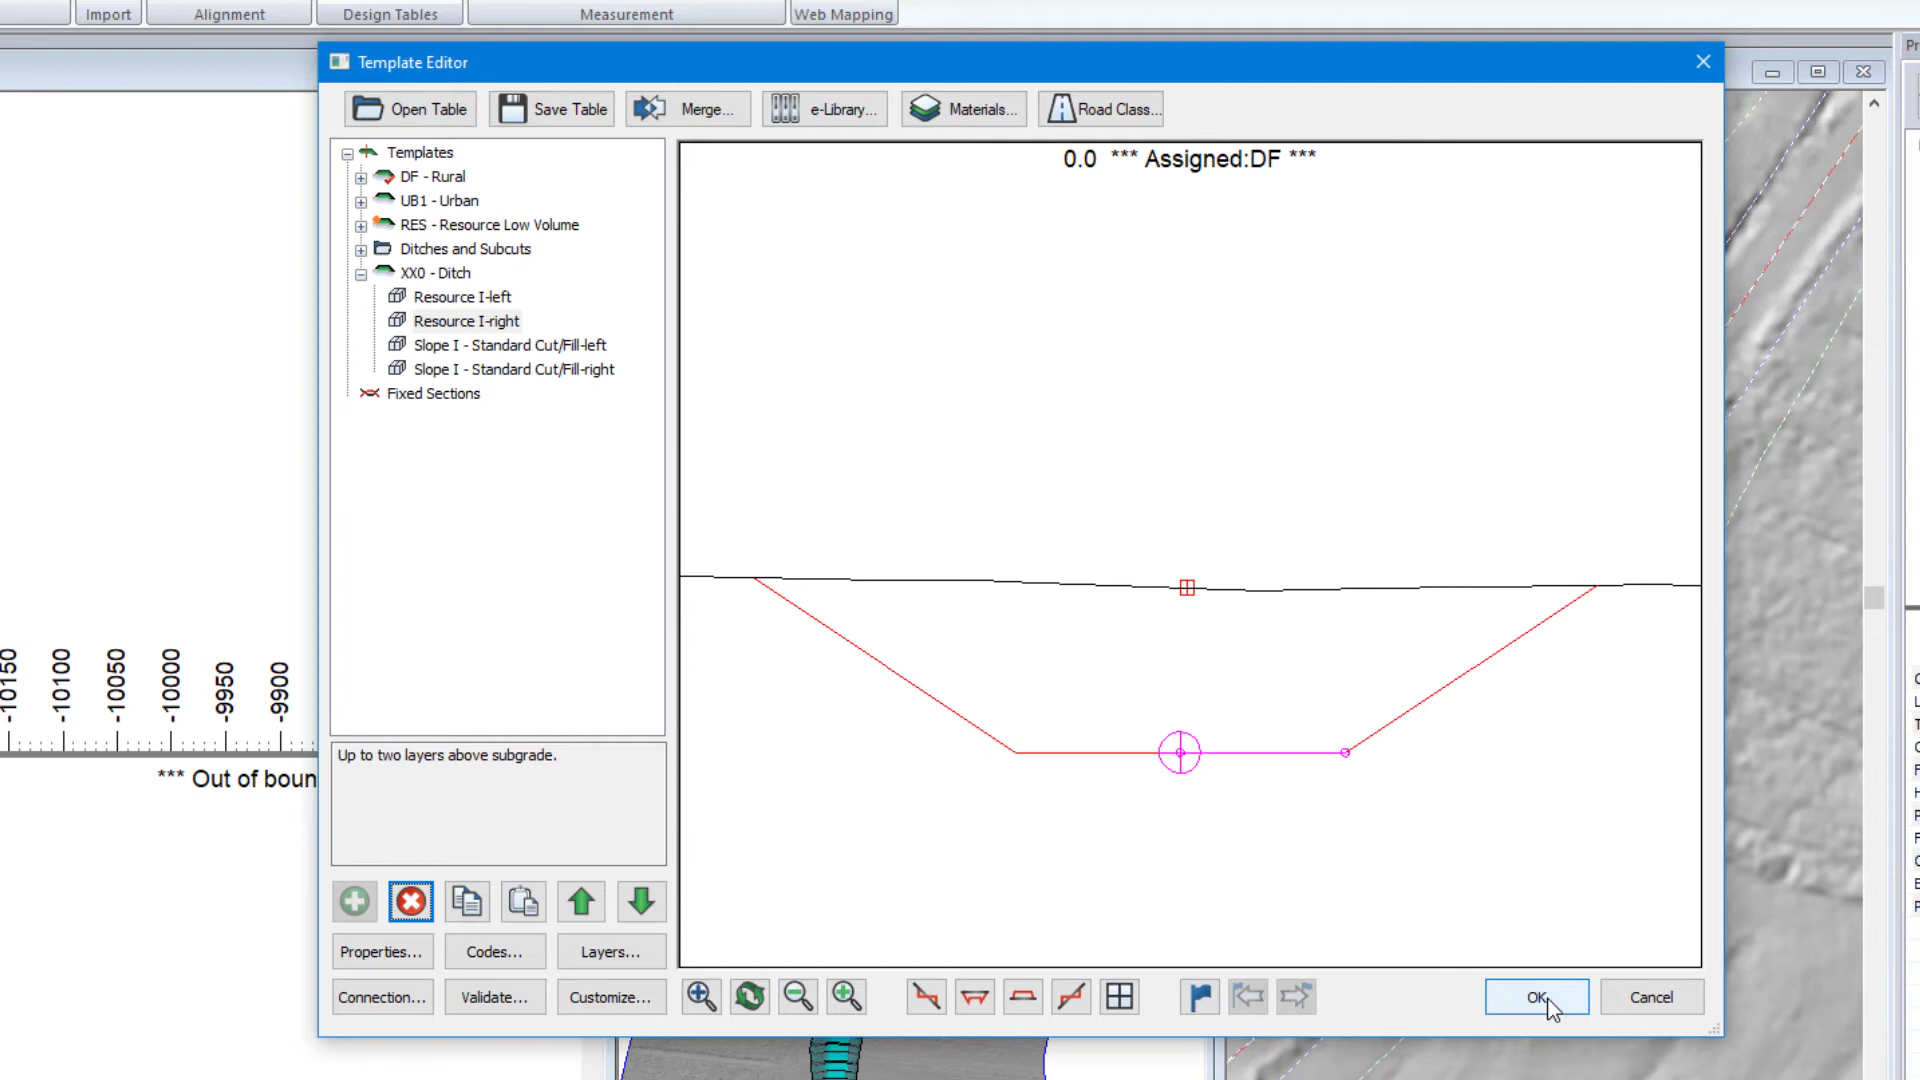 Import
Alignment
Design Tables
Measurement
Web Mapping
Pr
Template Editor
Open Table
Save Table
Merge...
e-Library...
Materials...
Road Class...
Templates
DF - Rural
UB1 - Urban
RES - Resource Low Volume
Ditches and Subcuts
XX0 - Ditch
Resource I-left
Resource I-right
Slope I - Standard Cut/Fill-left
Slope I - Standard Cut/Fill-right
Fixed Sections
0.0 *** Assigned:DF ***
-10150
-10100
-10050
-10000
-9950
-9900
*** Out of boun
Up to two layers above subgrade.
Properties...
Codes...
Layers...
Connection...
Validate...
Customize...
OK
Cancel